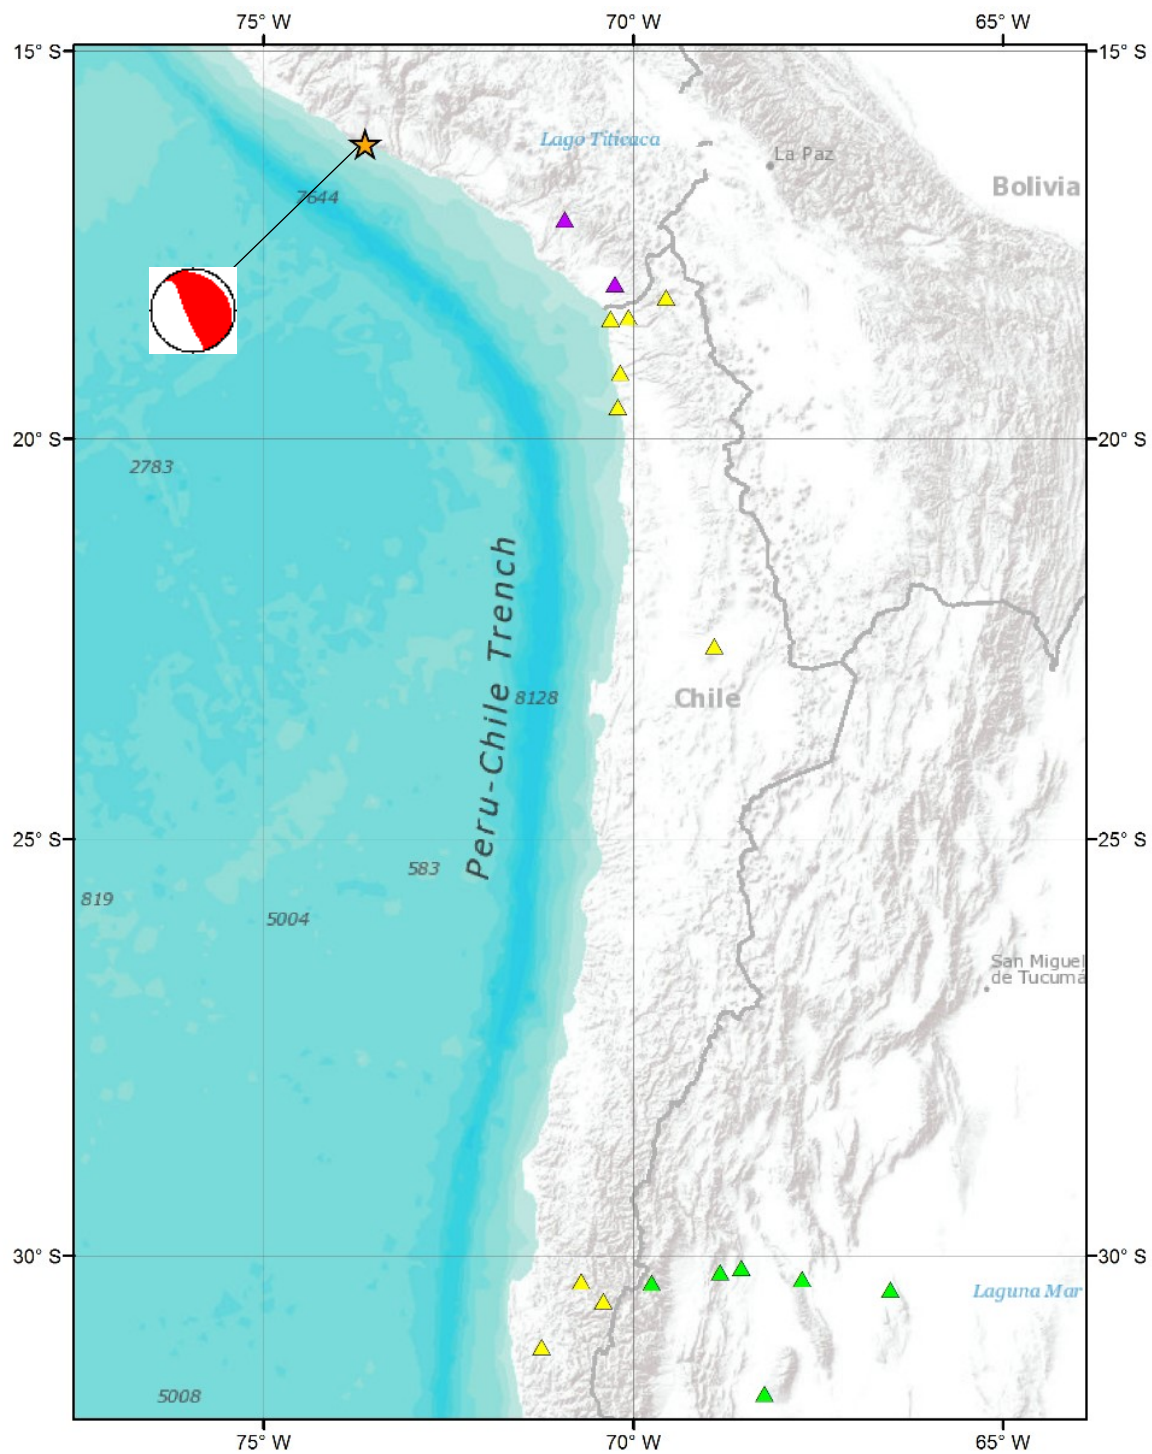 75° W 70° W 65° W
15° S 15° S
Lago Titicaca
La Paz
Bolivia
7644
20° S 20° S
2783
Peru-Chile Trench
8128
Chile
25° S 25° S
583
819
5004
San Miguel
de Tucumá
30° S 30° S
Laguna Mar
5008
75° W 70° W 65° W